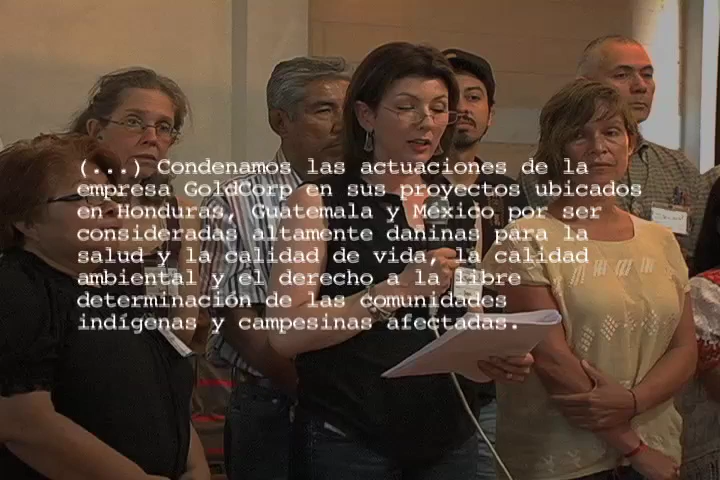 (...) Condenamos las actuaciones de la
empresa GoldCorp en sus proyectos ubicados
en Honduras, Guatemala y México por ser
consideradas altamente dañinas para la
salud y la calidad de vida, la calidad
ambiental y el derecho a la libre
determinación de las comunidades
indígenas y campesinas afectadas.